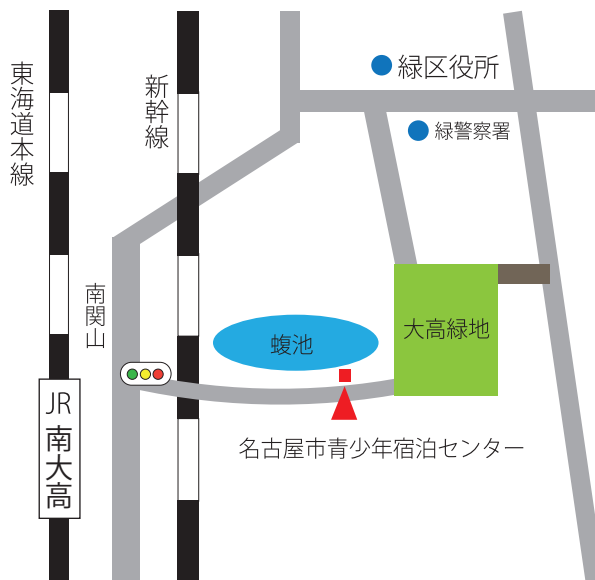 東海道本線
新幹線
緑区役所
緑警察署
南関山
蝮池
大高緑地
JR
南大高
名古屋市青少年宿泊センター